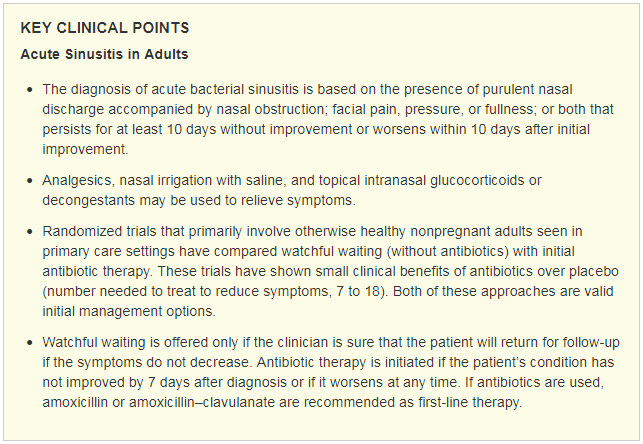 KEY CLINICAL POINTS
Acute Sinusitis in Adults
• The diagnosis of acute bacterial sinusitis is based on the presence of purulent nasal
discharge accompanied by nasal obstruction; facial pain, pressure, or fullness; or both that
persists for at least 10 days without improvement or worsens within 10 days after initial
improvement.
• Analgesics, nasal irrigation with saline, and topical intranasal glucocorticoids or
decongestants may be used to relieve symptoms.
• Randomized trials that primarily involve otherwise healthy nonpregnant adults seen in
primary care settings have compared watchful waiting (without antibiotics) with initial
antibiotic therapy. These trials have shown small clinical benefits of antibiotics over placebo
(number needed to treat to reduce symptoms, 7 to 18). Both of these approaches are valid
initial management options.
• Watchful waiting is offered only if the clinician is sure that the patient will return for follow-up
if the symptoms do not decrease. Antibiotic therapy is initiated if the patient’s condition has
not improved by 7 days after diagnosis or if it worsens at any time. If antibiotics are used,
amoxicillin or amoxicillin–clavulanate are recommended as first-line therapy.